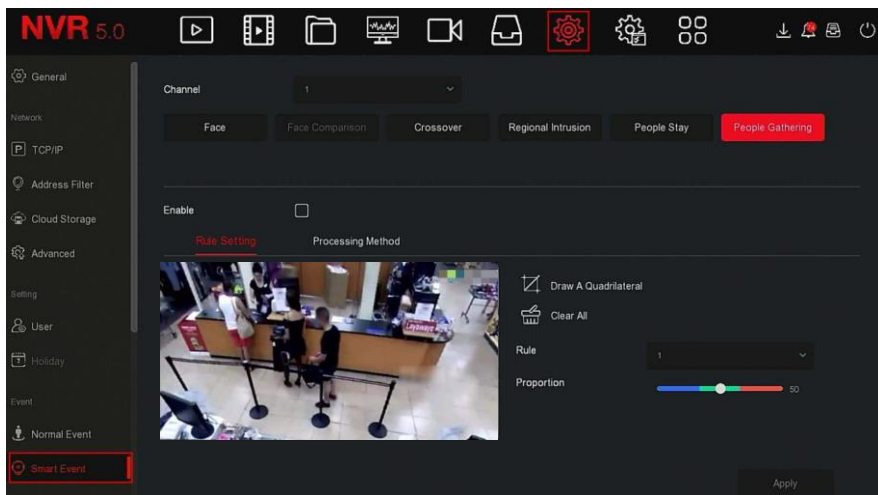 NVR 5.0
General
Network
TCP/IP
Address Filter
Cloud Storage
Advanced
Setting
User
Holiday
Event
Normal Event
Smart Event
Channel
1
Face
Face Comparison
Crossover
Regional Intrusion
People Stay
People Gathering
Enable
Rule Setting
Processing Method
Layaways
Draw A Quadrilateral
Clear All
Rule
1
Proportion
50
Apply